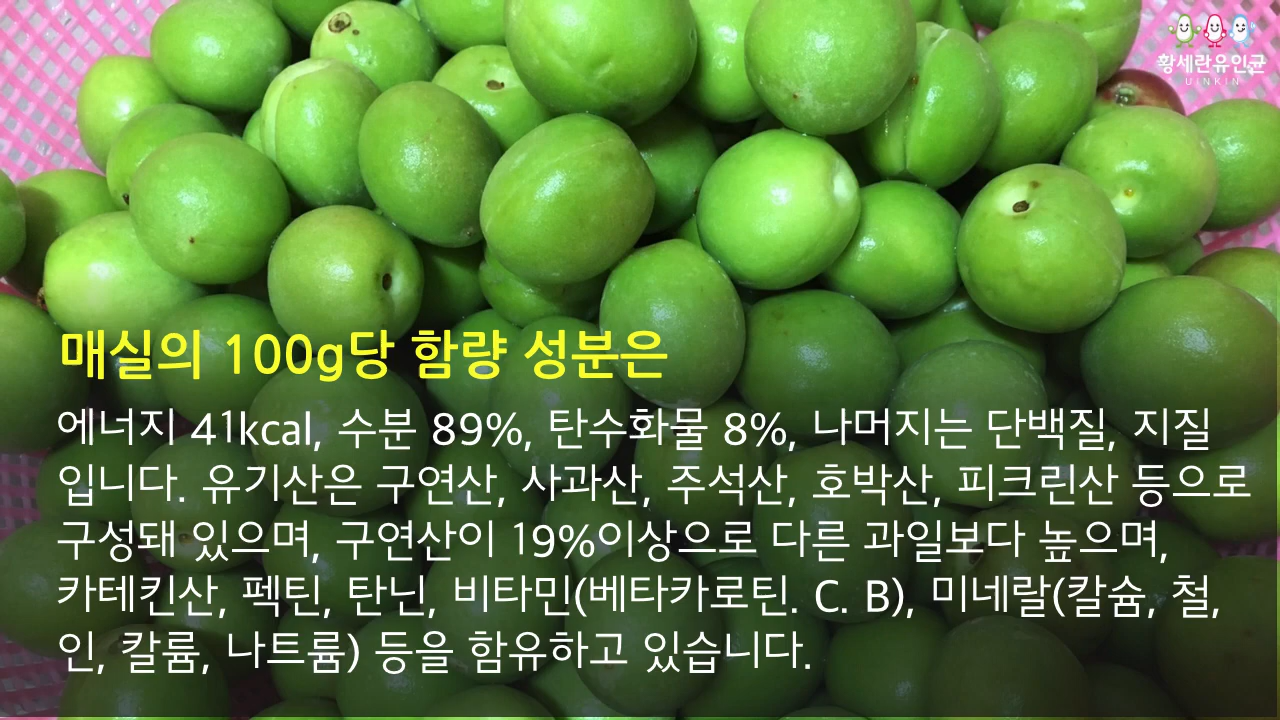 황세란유인균
UINKIN
매실의 100g당 함량 성분은
에너지 41kcal, 수분 89%, 탄수화물 8%, 나머지는 단백질, 지질
입니다. 유기산은 구연산, 사과산, 주석산, 호박산, 피크린산 등으로
구성돼 있으며, 구연산이 19%이상으로 다른 과일보다 높으며,
카테킨산, 펙틴, 탄닌, 비타민(베타카로틴. C. B), 미네랄(칼슘, 철,
인, 칼륨, 나트륨) 등을 함유하고 있습니다.